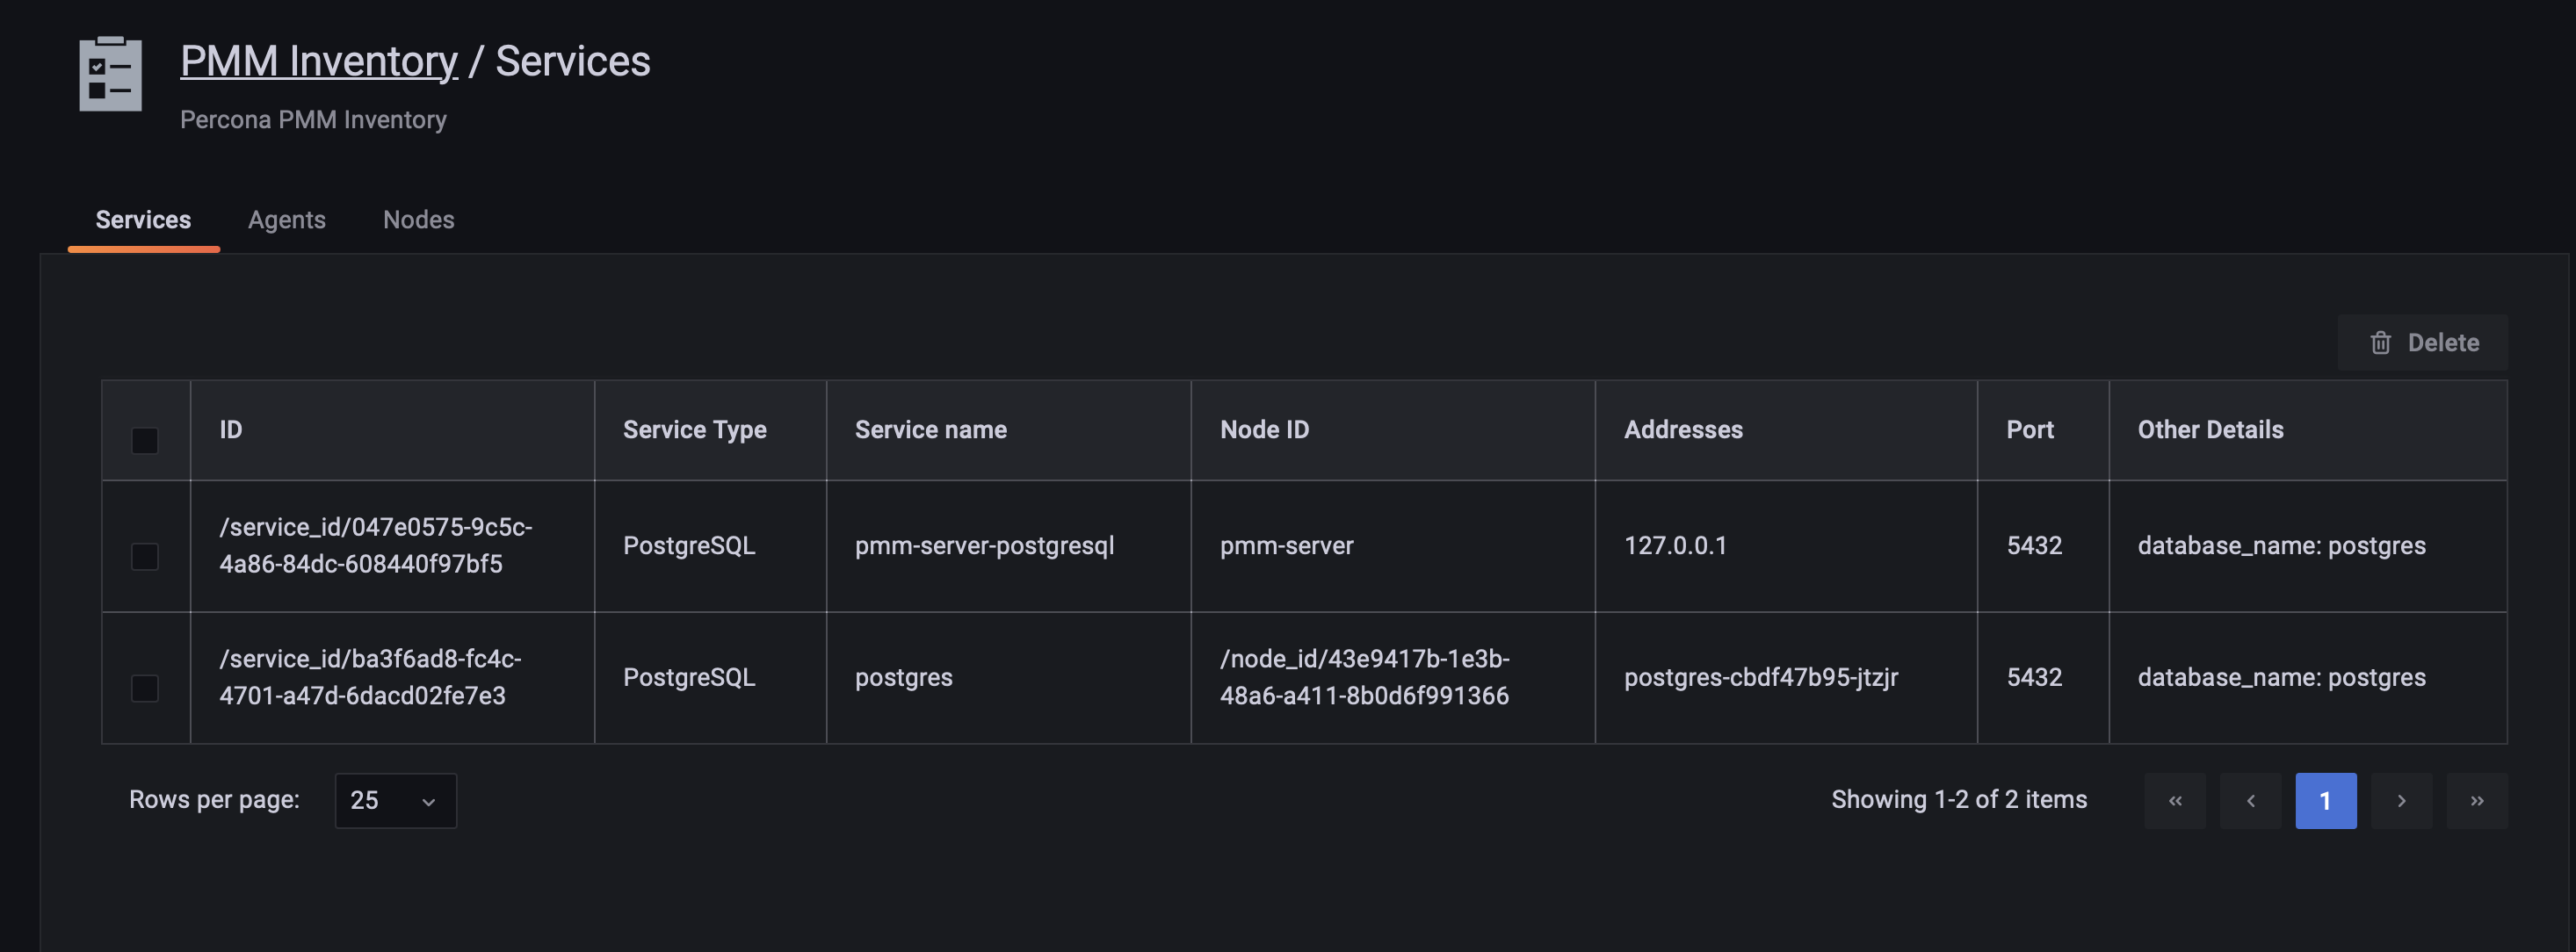 PMM Inventory / Services
Percona PMM Inventory
Services Agents Nodes
Delete
ID Service Type Service name Node ID Addresses Port Other Details
/service_id/047e0575-9c5c-
4a86-84dc-608440f97bf5 PostgreSQL pmm-server-postgresql pmm-server 127.0.0.1 5432 database_name: postgres
/service_id/ba3f6ad8-fc4c-
4701-a47d-6dacd02fe7e3 PostgreSQL postgres /node_id/43e9417b-1e3b-
48a6-a411-8b0d6f991366 postgres-cbdf47b95-jtzjr 5432 database_name: postgres
Rows per page: 25 Showing 1-2 of 2 items « ‹ 1 › »